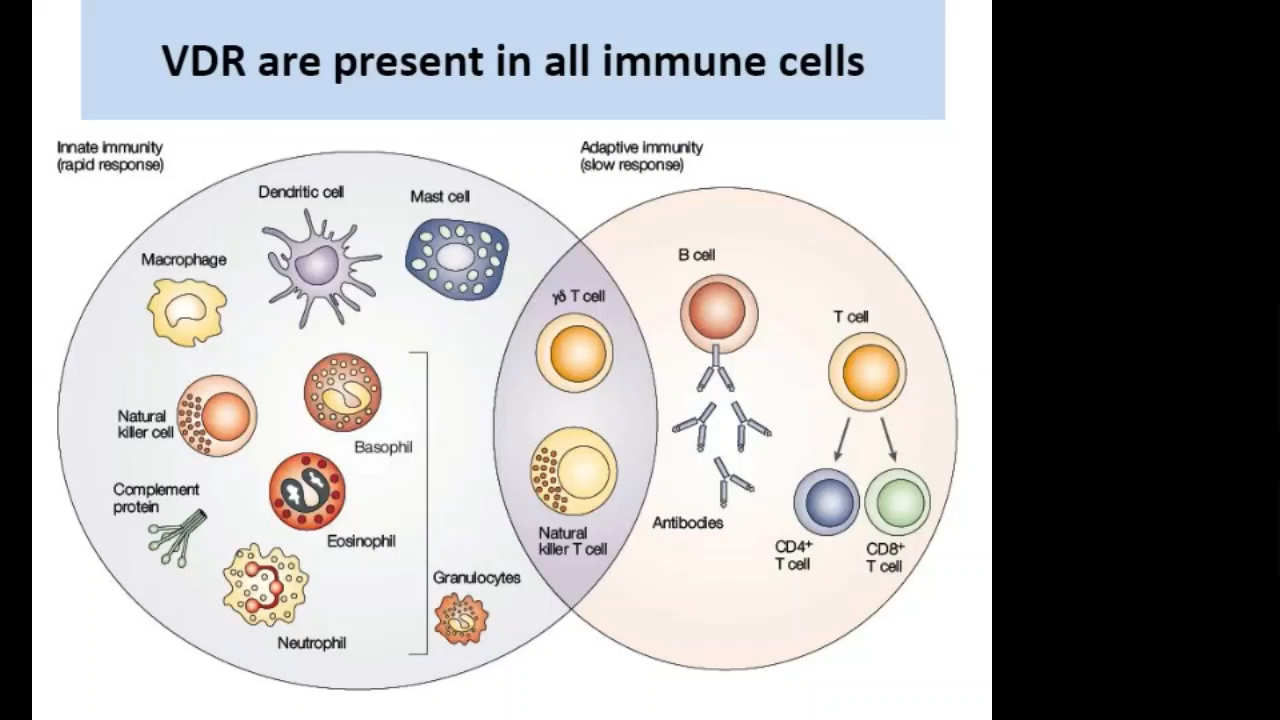 VDR are present in all immune cells
Innate immunity
(rapid response)
Adaptive immunity
(slow response)
Dendritic cell
Mast cell
Macrophage
Natural
killer cell
Basophil
Complement
protein
Eosinophil
Neutrophil
Granulocytes
γδ T cell
Natural
killer T cell
B cell
T cell
Antibodies
CD4⁺
T cell
CD8⁺
T cell